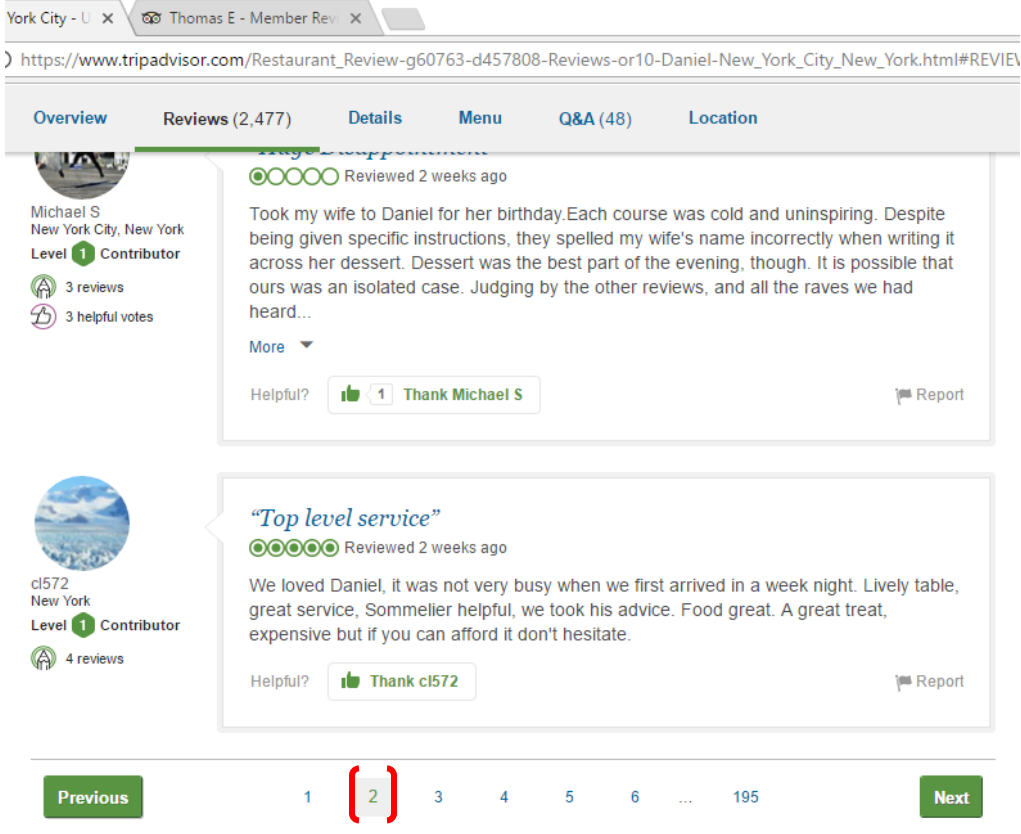 York City - U
Thomas E - Member Revi
https://www.tripadvisor.com/Restaurant_Review-g60763-d457808-Reviews-or10-Daniel-New_York_City_New_York.html#REVIEW
Overview Reviews (2,477) Details Menu Q&A (48) Location
"Huge Disappointment"
Reviewed 2 weeks ago
Michael S
New York City, New York
Level 1 Contributor
3 reviews
3 helpful votes
Took my wife to Daniel for her birthday.Each course was cold and uninspiring. Despite
being given specific instructions, they spelled my wife's name incorrectly when writing it
across her dessert. Dessert was the best part of the evening, though. It is possible that
ours was an isolated case. Judging by the other reviews, and all the raves we had
heard...
More
Helpful? 1 Thank Michael S Report
cl572
New York
Level 1 Contributor
4 reviews
“Top level service”
Reviewed 2 weeks ago
We loved Daniel, it was not very busy when we first arrived in a week night. Lively table,
great service, Sommelier helpful, we took his advice. Food great. A great treat,
expensive but if you can afford it don't hesitate.
Helpful? Thank cl572 Report
Previous 1 2 3 4 5 6 ... 195 Next